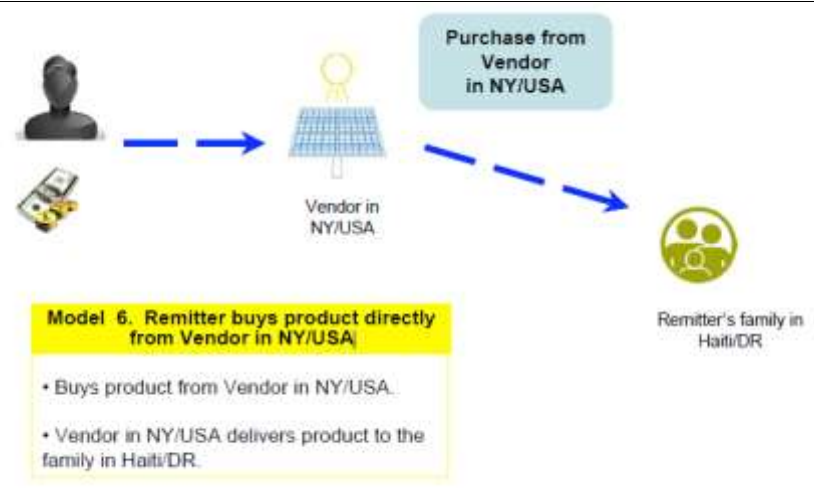 Purchase from
Vendor
in NY/USA
Vendor in
NY/USA
Remitter's family in
Haiti/DR
Model 6. Remitter buys product directly
from Vendor in NY/USA
• Buys product from Vendor in NY/USA.
• Vendor in NY/USA delivers product to the
family in Haiti/DR.